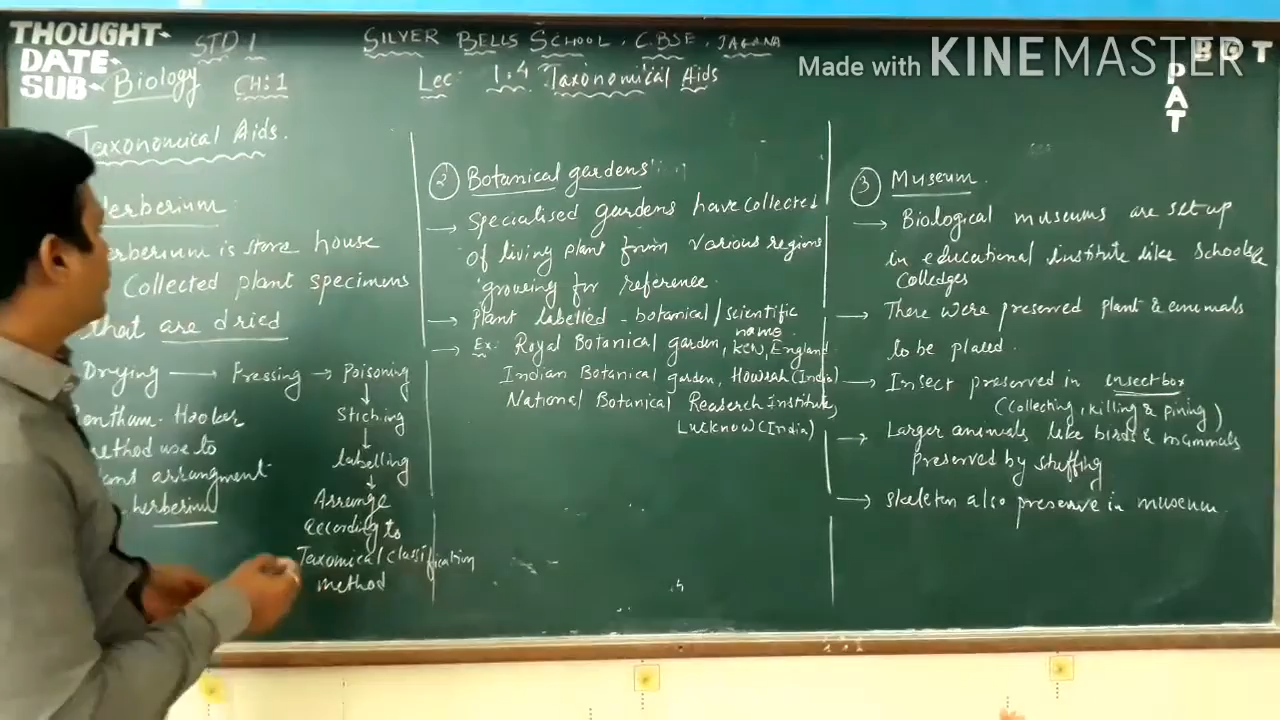 THOUGHT-
DATE-
SUB-
STD 1
SILVER BELLS SCHOOL, CBSE, JAGANA
Made with KINEMASTER
B O T
P
A
T
Biology CH:1
Lec: 1.4 Taxonomical Aids
Taxonomical Aids.
Herberium
erberium is store house
Collected plant specimens
that are dried
Drying → Pressing → Poisoning
↓
Stiching
↓
labelling
↓
Arrange
according to
Taxomical classification
method
entham. Hooker
ethod use to
lant arrangment
herberium
② Botanical gardens
→ Specialised gardens have collected
of living plant from various regions
growing for reference.
→ Plant labelled - botanical/scientific
name.
→ Ex: Royal Botanical garden, Kew, England
Indian Botanical garden, Howrah (India)
National Botanical Reaserch Institute,
Lucknow (India)
③ Museum.
→ Biological museums are set up
in educational institute like Schools &
Colledges
→ There were preserved plant & animals
to be placed.
→ Insect preserved in insect box
(Collecting, killing & pining)
→ Larger animals like birds & mammals
preserved by stuffing
→ Skeleton also preserve in museum.